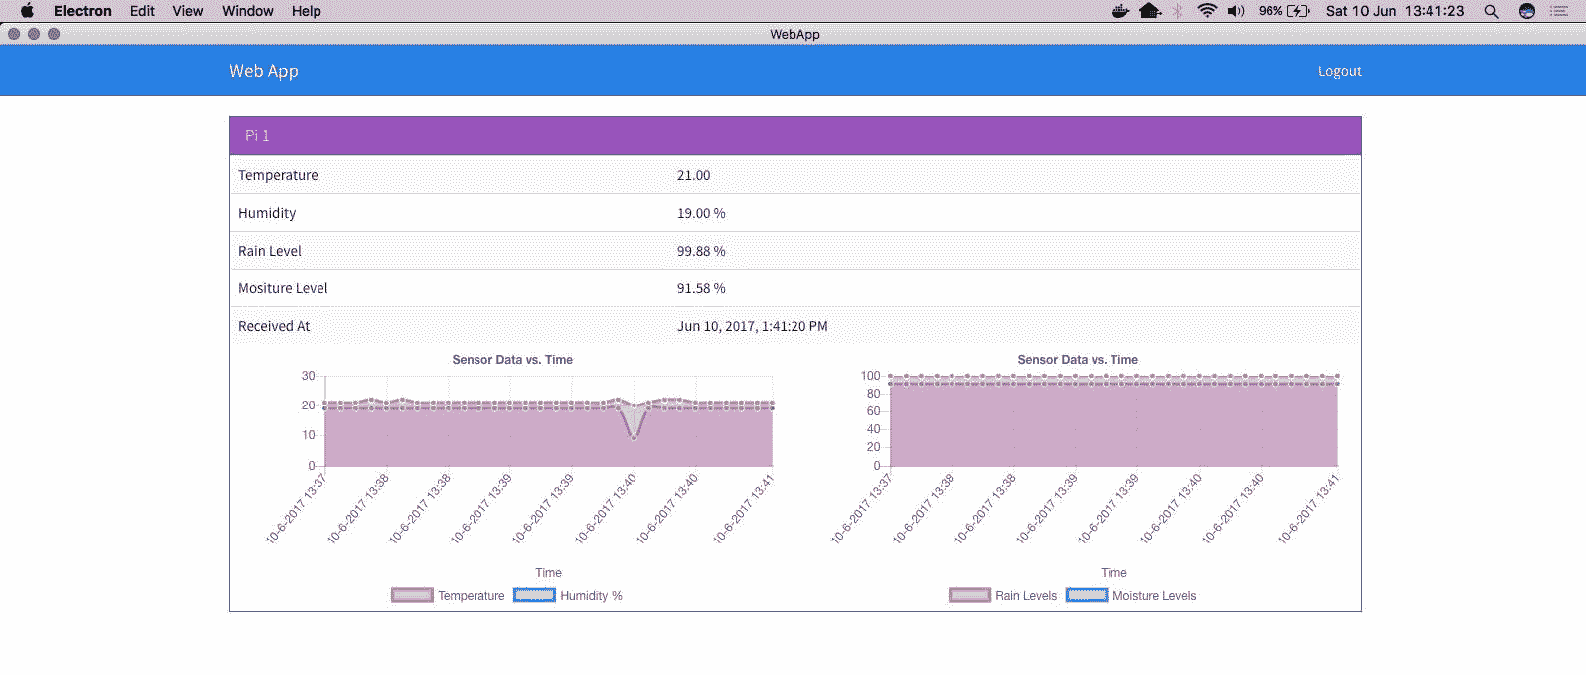 Electron Edit View Window Help 96% Sat 10 Jun 13:41:23
WebApp
Web App Logout
Pi 1
Temperature 21.00
Humidity 19.00 %
Rain Level 99.88 %
Mositure Level 91.58 %
Received At Jun 10, 2017, 1:41:20 PM
Sensor Data vs. Time
30
20
10
0
10-6-2017 13:37
10-6-2017 13:38
10-6-2017 13:38
10-6-2017 13:39
10-6-2017 13:39
10-6-2017 13:40
10-6-2017 13:40
10-6-2017 13:41
Time
Temperature Humidity %
Sensor Data vs. Time
100
80
60
40
20
0
10-6-2017 13:37
10-6-2017 13:38
10-6-2017 13:38
10-6-2017 13:39
10-6-2017 13:39
10-6-2017 13:40
10-6-2017 13:40
10-6-2017 13:41
Time
Rain Levels Moisture Levels